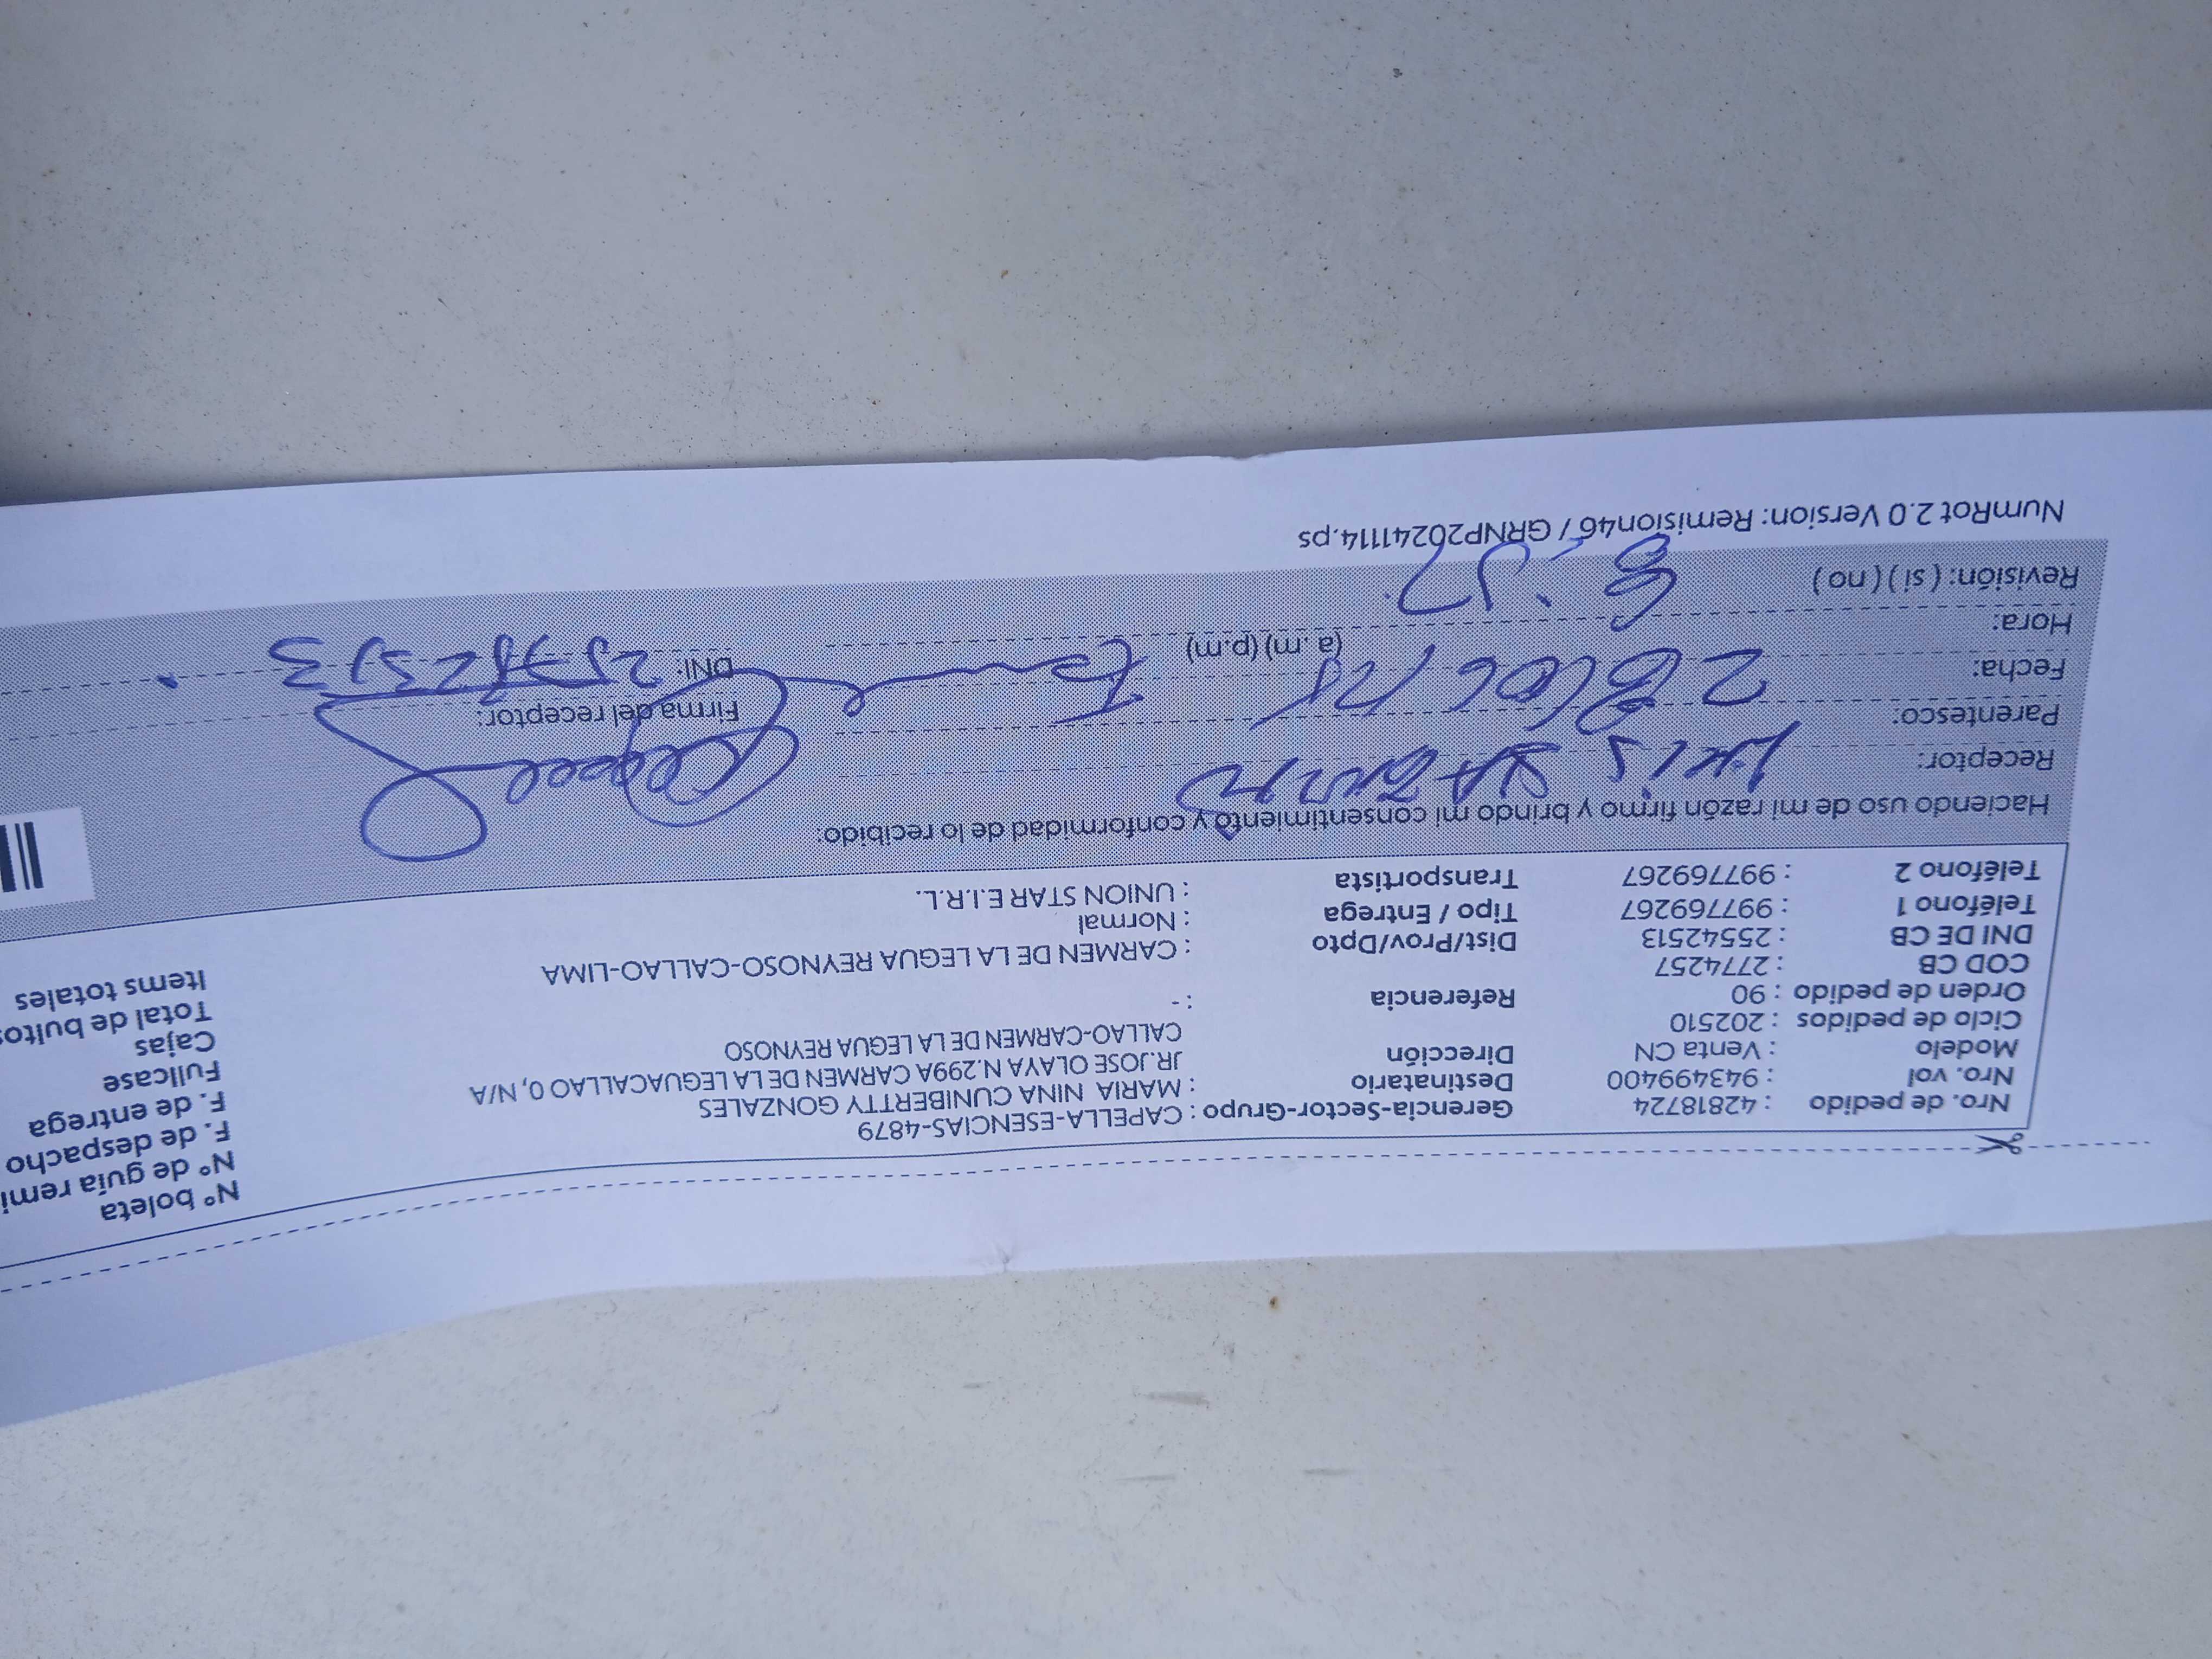 Nº boleta
Nº de guía remi
F. de despacho
F. de entrega
Fullcase
Cajas
Total de bultos
Items totales
Nro. de pedido : 42818724
Nro. vol : 943499400
Modelo : Venta CN
Ciclo de pedidos : 202510
Orden de pedido : 90
COD CB : 2774257
DNI DE CB : 25542513
Teléfono 1 : 997769267
Teléfono 2 : 997769267
Gerencia-Sector-Grupo : CAPELLA-ESENCIAS-4879
Destinatario : MARIA NINA CUNIBERTTY GONZALES
Dirección JR.JOSE OLAYA N.299A CARMEN DE LA LEGUACALLAO 0, N/A
CALLAO-CARMEN DE LA LEGUA REYNOSO
Referencia : -
Dist/Prov/Dpto : CARMEN DE LA LEGUA REYNOSO-CALLAO-LIMA
Tipo / Entrega : Normal
Transportista : UNION STAR E.I.R.L.
Haciendo uso de mi razón firmo y brindo mi consentimiento y conformidad de lo recibido:
Receptor:
Parentesco:
Fecha:
Hora: (a.m) (p.m)
Revisión: ( si ) ( no )
Firma del receptor:
DNI:
NumRot 2.0 Version: Remision46 / GRNP20241114.ps